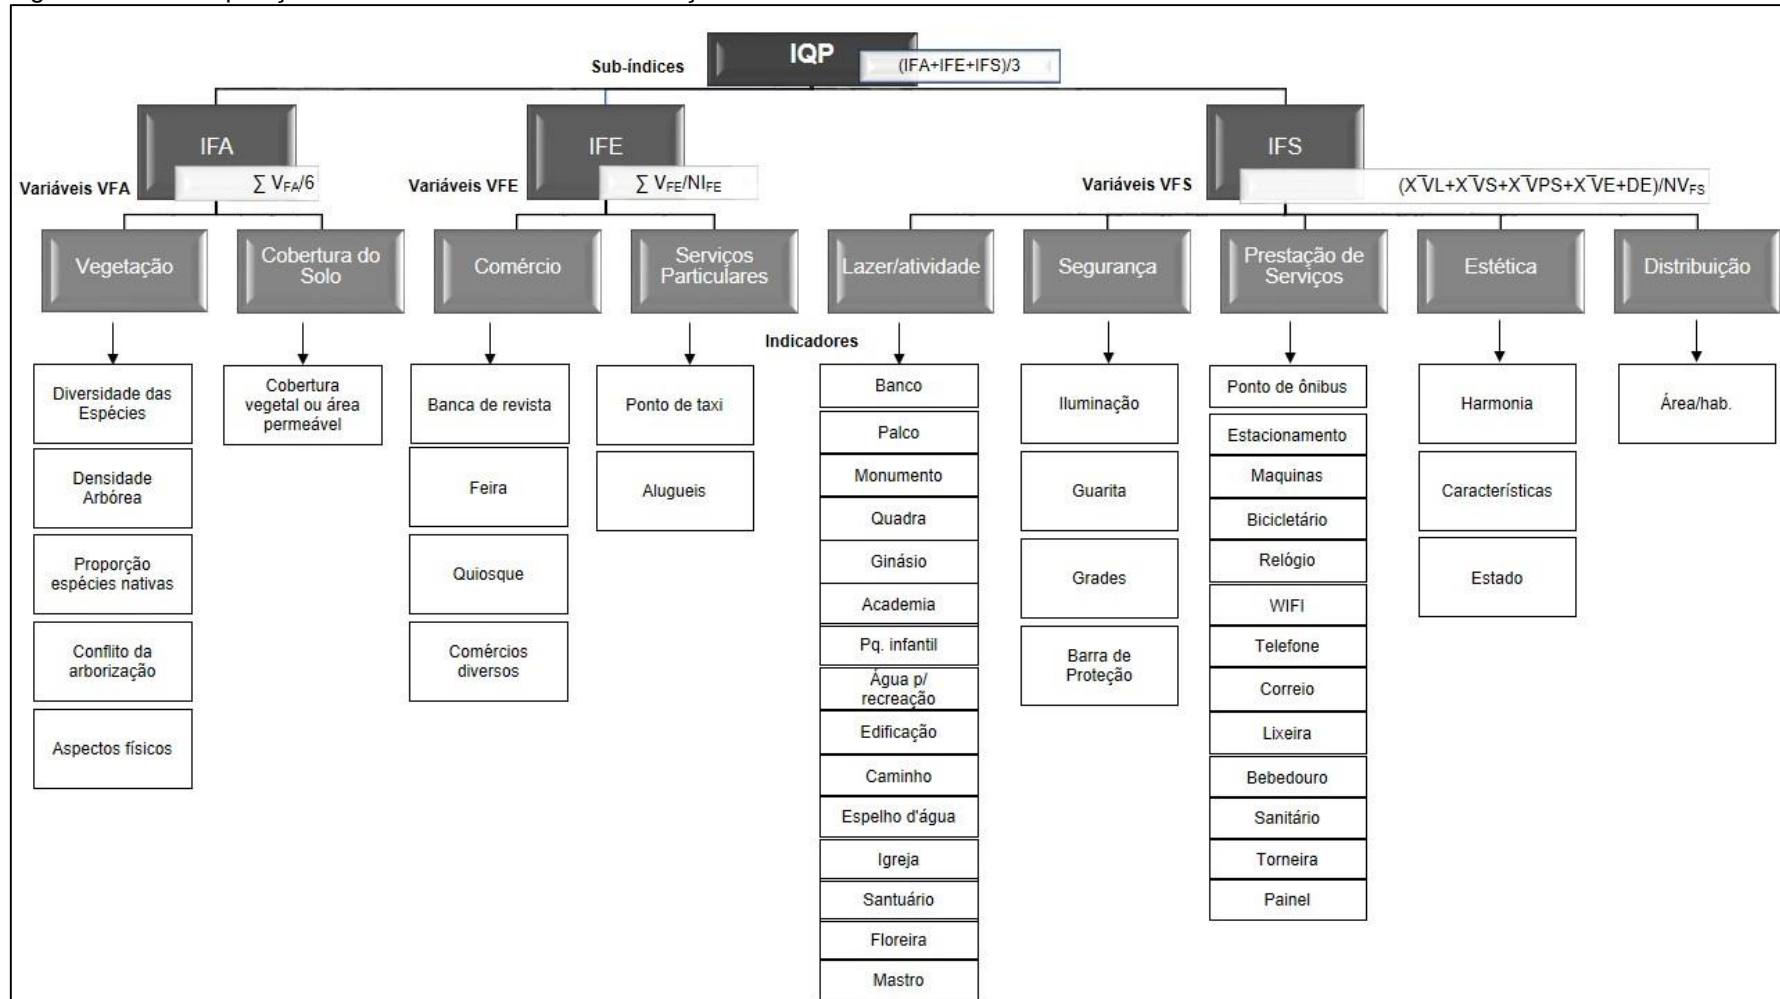 IQP
(IFA+IFE+IFS)/3
Sub-índices
IFA
∑ VFA/6
Variáveis VFA
IFE
∑ VFE/NIFE
Variáveis VFE
IFS
(X̅VL+X̅VS+X̅VPS+X̅VE+DE)/NVFS
Variáveis VFS
Vegetação
Cobertura do
Solo
Comércio
Serviços
Particulares
Lazer/atividade
Segurança
Prestação de
Serviços
Estética
Distribuição
Indicadores
Diversidade das
Espécies
Densidade
Arbórea
Proporção
espécies nativas
Conflito da
arborização
Aspectos físicos
Cobertura
vegetal ou área
permeável
Banca de revista
Feira
Quiosque
Comércios
diversos
Ponto de taxi
Alugueis
Banco
Palco
Monumento
Quadra
Ginásio
Academia
Pq. infantil
Água p/
recreação
Edificação
Caminho
Espelho d'água
Igreja
Santuário
Floreira
Mastro
Iluminação
Guarita
Grades
Barra de
Proteção
Ponto de ônibus
Estacionamento
Maquinas
Bicicletário
Relógio
WIFI
Telefone
Correio
Lixeira
Bebedouro
Sanitário
Torneira
Painel
Harmonia
Características
Estado
Área/hab.